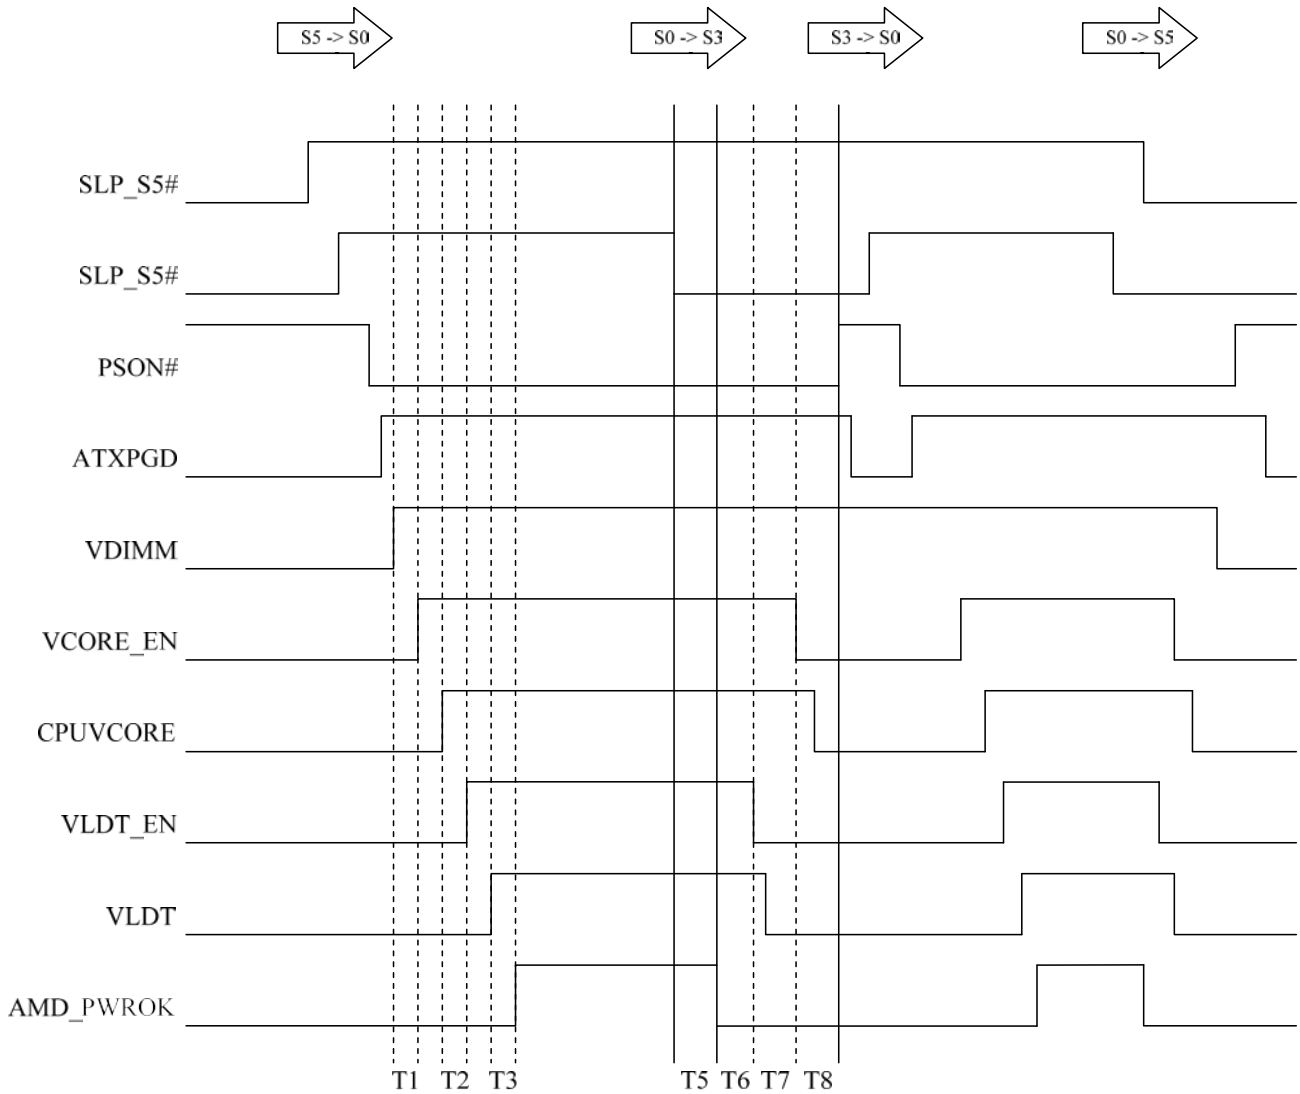 S5 -> S0 S0 -> S3 S3 -> S0 S0 -> S5
SLP_S5#
SLP_S5#
PSON#
ATXPGD
VDIMM
VCORE_EN
CPUVCORE
VLDT_EN
VLDT
AMD_PWROK
T1 T2 T3 T5 T6 T7 T8